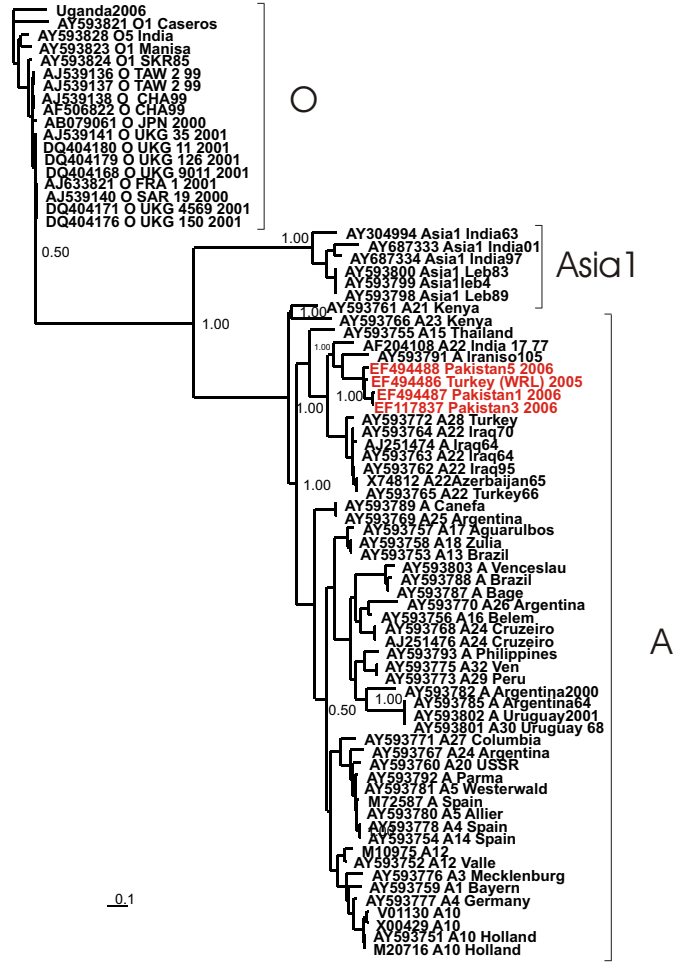 Uganda2006
AY593821 O1 Caseros
AY593828 O5 India
AY593823 O1 Manisa
AY593824 O1 SKR85
AJ539136 O TAW 2 99
AJ539137 O TAW 2 99
AJ539138 O CHA99
AF506822 O CHA99
AB079061 O JPN 2000
AJ539141 O UKG 35 2001
DQ404180 O UKG 11 2001
DQ404179 O UKG 126 2001
DQ404168 O UKG 9011 2001
AJ633821 O FRA 1 2001
AJ539140 O SAR 19 2000
DQ404171 O UKG 4569 2001
DQ404176 O UKG 150 2001
O
0.50
1.00
1.00
AY304994 Asia1 India63
AY687333 Asia1 India01
AY687334 Asia1 India97
AY593800 Asia1 Leb83
AY593799 Asia1leb4
AY593798 Asia1 Leb89
Asia1
AY593761 A21 Kenya
1.00
AY593766 A23 Kenya
AY593755 A15 Thailand
AF204108 A22 India 17 77
1.00
AY593791 A Iraniso105
EF494488 Pakistan5 2006
EF494486 Turkey (WRL) 2005
EF494487 Pakistan1 2006
1.00
EF117837 Pakistan3 2006
1.00
AY593772 A28 Turkey
AY593764 A22 Iraq70
AJ251474 A Iraq64
AY593763 A22 Iraq64
AY593762 A22 Iraq95
X74812 A22Azerbaijan65
1.00
AY593765 A22 Turkey66
AY593789 A Canefa
AY593769 A25 Argentina
AY593757 A17 Aguarulbos
AY593758 A18 Zulia
AY593753 A13 Brazil
AY593803 A Venceslau
AY593788 A Brazil
AY593787 A Bage
AY593770 A26 Argentina
AY593756 A16 Belem
AY593768 A24 Cruzeiro
AJ251476 A24 Cruzeiro
A
AY593793 A Philippines
AY593775 A32 Ven
AY593773 A29 Peru
AY593782 A Argentina2000
1.00
AY593785 A Argentina64
0.50
AY593802 A Uruguay2001
AY593801 A30 Uruguay 68
AY593771 A27 Columbia
AY593767 A24 Argentina
AY593760 A20 USSR
AY593792 A Parma
AY593781 A5 Westerwald
M72587 A Spain
AY593780 A5 Allier
AY593778 A4 Spain
1.00
AY593754 A14 Spain
M10975 A12
AY593752 A12 Valle
AY593776 A3 Mecklenburg
AY593759 A1 Bayern
AY593777 A4 Germany
V01130 A10
X00429 A10
AY593751 A10 Holland
M20716 A10 Holland
0.1